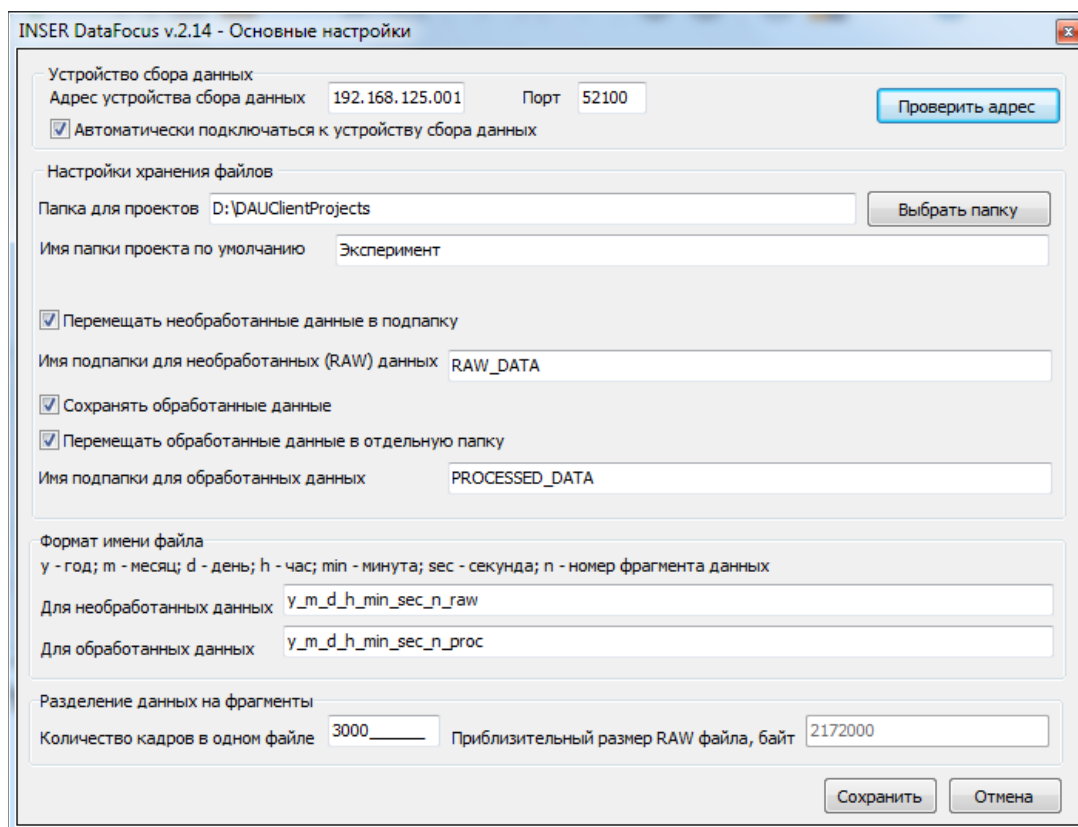 INSER DataFocus v.2.14 - Основные настройки
Устройство сбора данных
Адрес устройства сбора данных 192.168.125.001 Порт 52100 Проверить адрес
Автоматически подключаться к устройству сбора данных
Настройки хранения файлов
Папка для проектов D:\DAUClientProjects Выбрать папку
Имя папки проекта по умолчанию Эксперимент
Перемещать необработанные данные в подпапку
Имя подпапки для необработанных (RAW) данных RAW_DATA
Сохранять обработанные данные
Перемещать обработанные данные в отдельную папку
Имя подпапки для обработанных данных PROCESSED_DATA
Формат имени файла
y - год; m - месяц; d - день; h - час; min - минута; sec - секунда; n - номер фрагмента данных
Для необработанных данных y_m_d_h_min_sec_n_raw
Для обработанных данных y_m_d_h_min_sec_n_proc
Разделение данных на фрагменты
Количество кадров в одном файле 3000______ Приблизительный размер RAW файла, байт 2172000
Сохранить Отмена